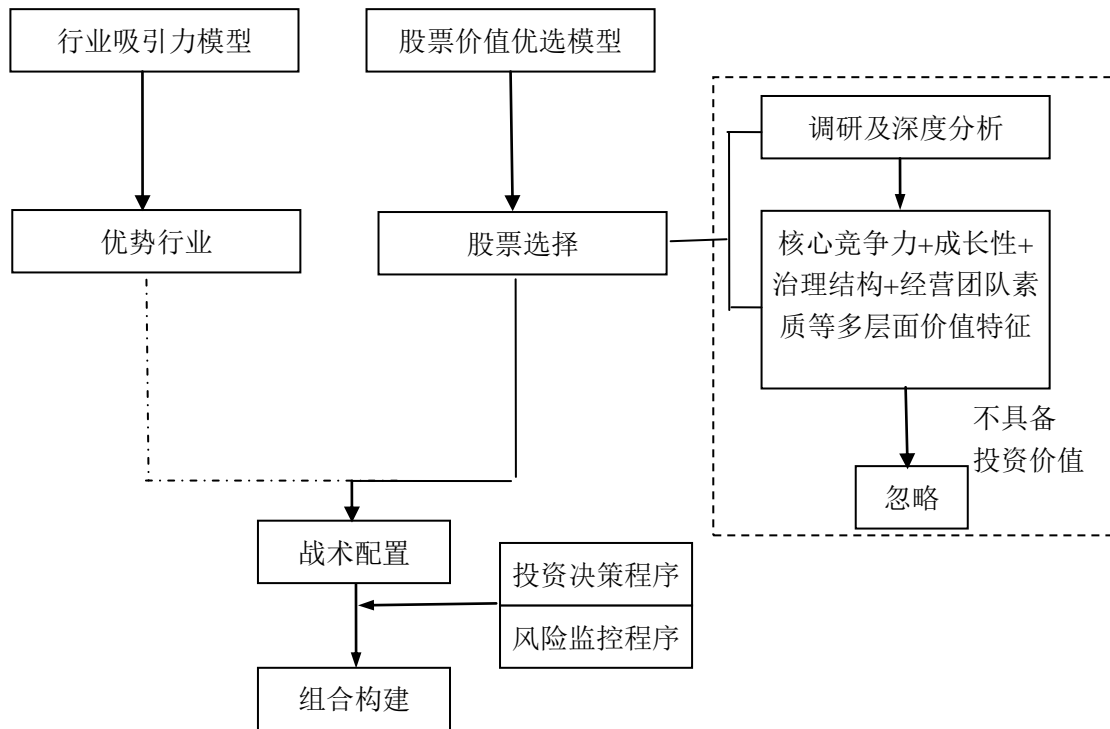 行业吸引力模型
股票价值优选模型
调研及深度分析
优势行业
股票选择
核心竞争力+成长性+
治理结构+经营团队素
质等多层面价值特征
不具备
投资价值
忽略
战术配置
投资决策程序
风险监控程序
组合构建